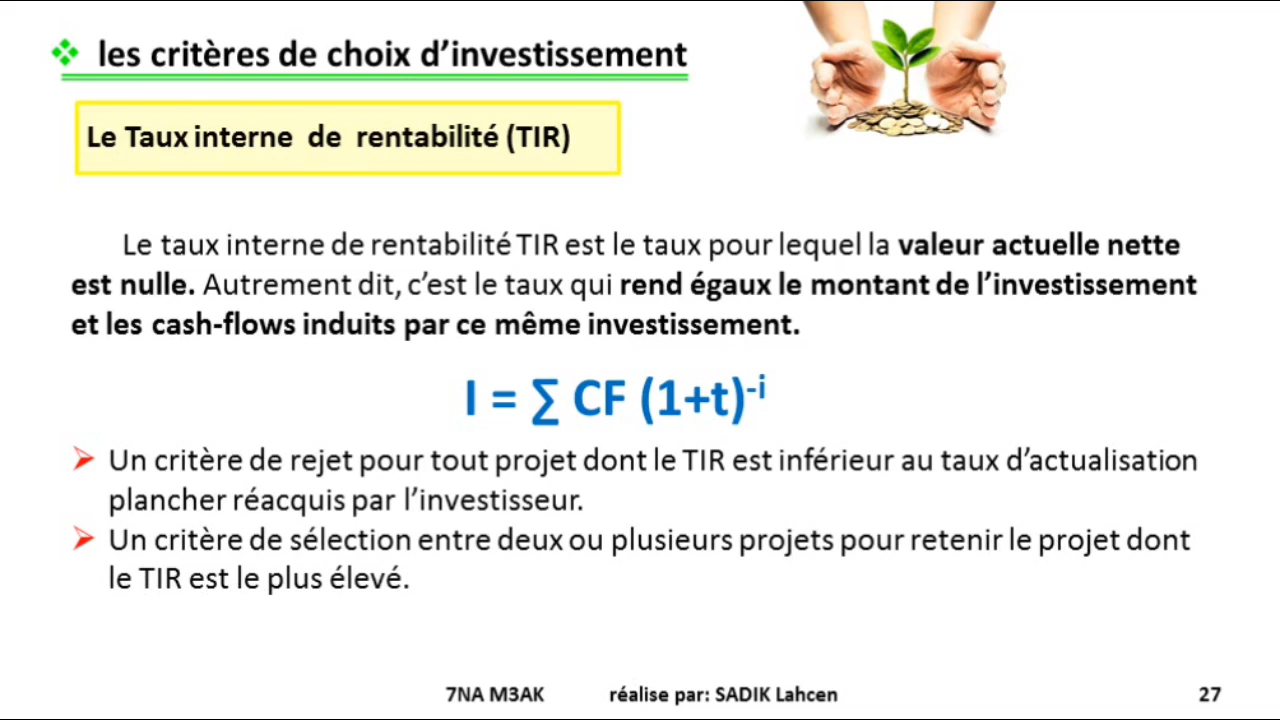 les critères de choix d’investissement
Le Taux interne de rentabilité (TIR)
Le taux interne de rentabilité TIR est le taux pour lequel la valeur actuelle nette
est nulle. Autrement dit, c’est le taux qui rend égaux le montant de l’investissement
et les cash-flows induits par ce même investissement.
I = ∑ CF (1+t)⁻ⁱ
Un critère de rejet pour tout projet dont le TIR est inférieur au taux d’actualisation
plancher réacquis par l’investisseur.
Un critère de sélection entre deux ou plusieurs projets pour retenir le projet dont
le TIR est le plus élevé.
7NA M3AK réalise par: SADIK Lahcen 27